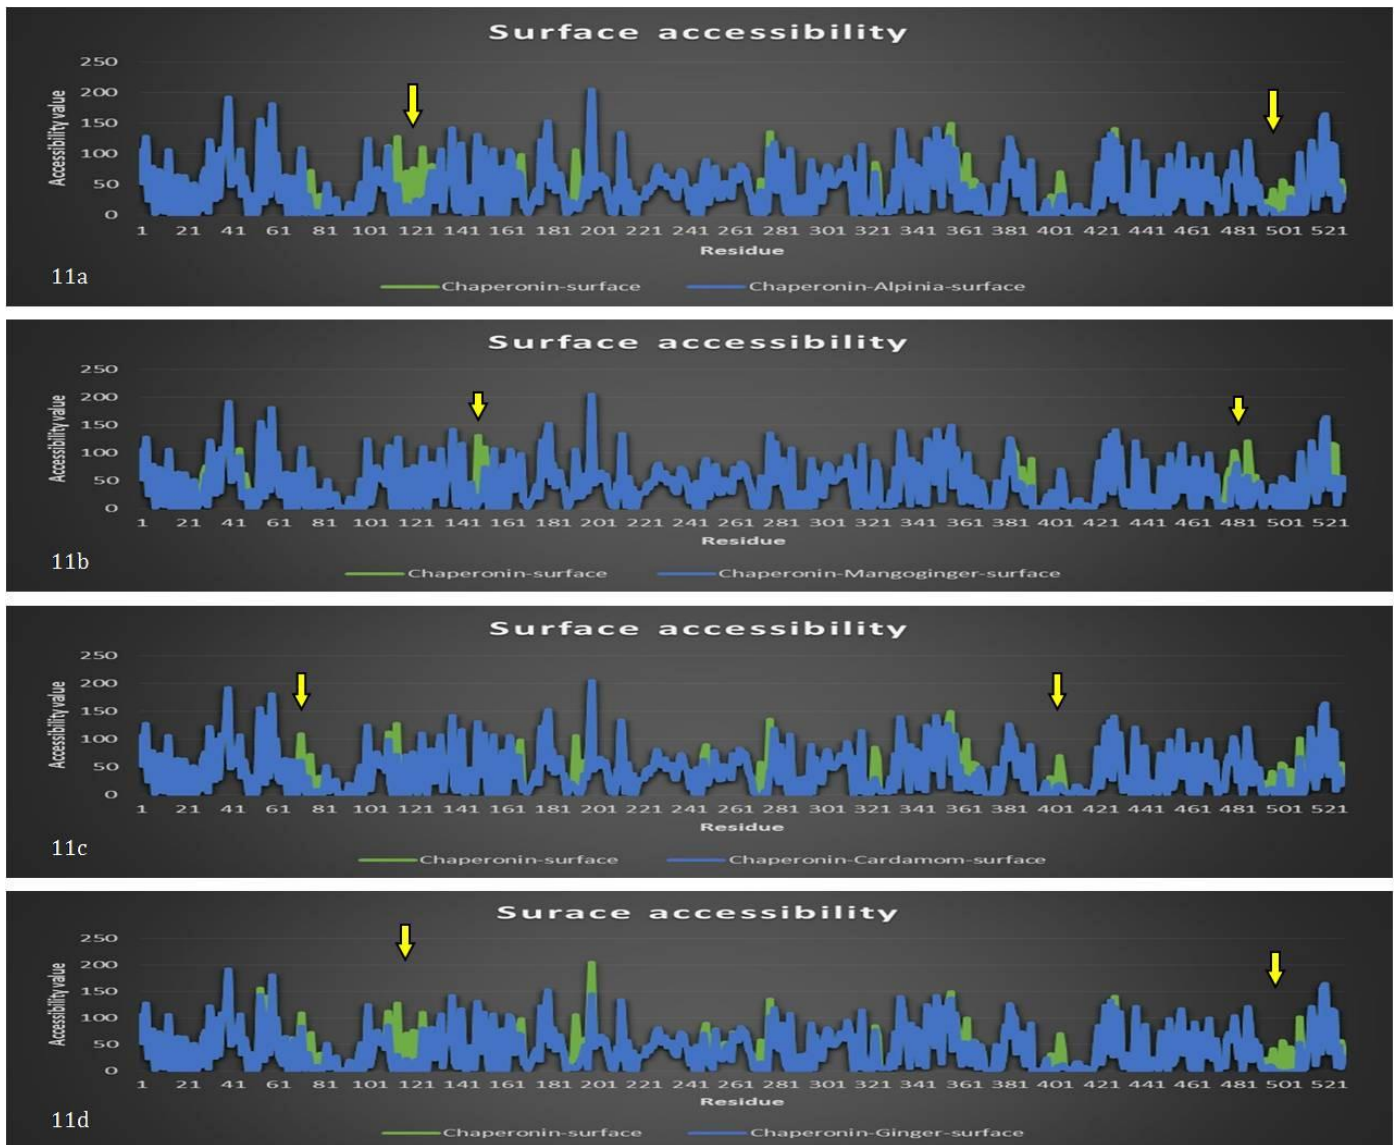 Surface accessibility
250
200
150
100
50
0
Accessibility value
1 21 41 61 81 101 121 141 161 181 201 221 241 261 281 301 321 341 361 381 401 421 441 461 481 501 521
Residue
11a
Chaperonin-surface Chaperonin-Alpinia-surface
Surface accessibility
250
200
150
100
50
0
Accessibility value
1 21 41 61 81 101 121 141 161 181 201 221 241 261 281 301 321 341 361 381 401 421 441 461 481 501 521
Residue
11b
Chaperonin-surface Chaperonin-Mangoginger-surface
Surface accessibility
250
200
150
100
50
0
Accessibility value
1 21 41 61 81 101 121 141 161 181 201 221 241 261 281 301 321 341 361 381 401 421 441 461 481 501 521
Residue
11c
Chaperonin-surface Chaperonin-Cardamom-surface
Surace accessibility
250
200
150
100
50
0
Accessibility value
1 21 41 61 81 101 121 141 161 181 201 221 241 261 281 301 321 341 361 381 401 421 441 461 481 501 521
Residue
11d
Chaperonin-surface Chaperonin-Ginger-surface